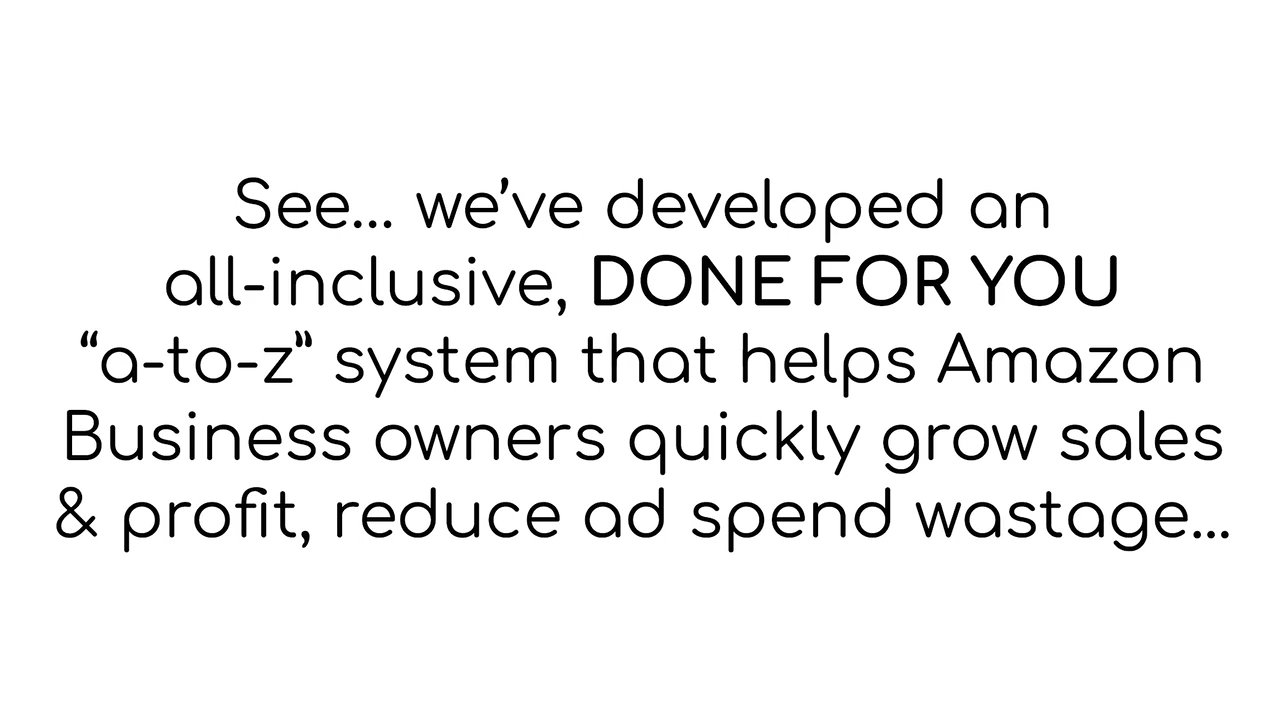 See... we’ve developed an
all-inclusive, DONE FOR YOU
“a-to-z” system that helps Amazon
Business owners quickly grow sales
& profit, reduce ad spend wastage...